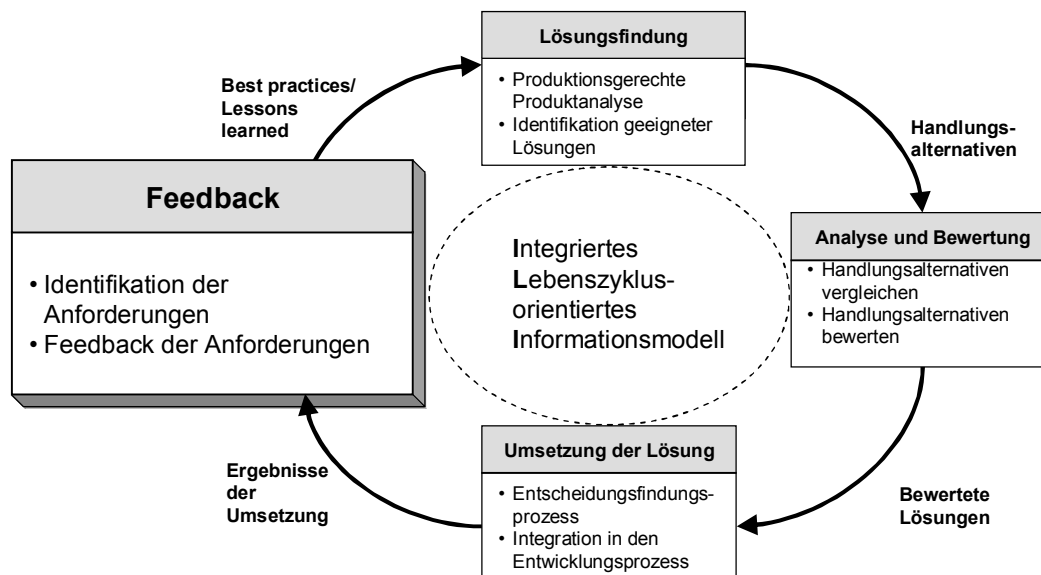 Lösungsfindung
• Produktionsgerechte
Produktanalyse
• Identifikation geeigneter
Lösungen
Best practices/
Lessons
learned
Handlungs-
alternativen
Feedback
• Identifikation der
Anforderungen
• Feedback der Anforderungen
Integriertes
Lebenszyklus-
orientiertes
Informationsmodell
Analyse und Bewertung
• Handlungsalternativen
vergleichen
• Handlungsalternativen
bewerten
Umsetzung der Lösung
• Entscheidungsfindungs-
prozess
• Integration in den
Entwicklungsprozess
Ergebnisse
der
Umsetzung
Bewertete
Lösungen